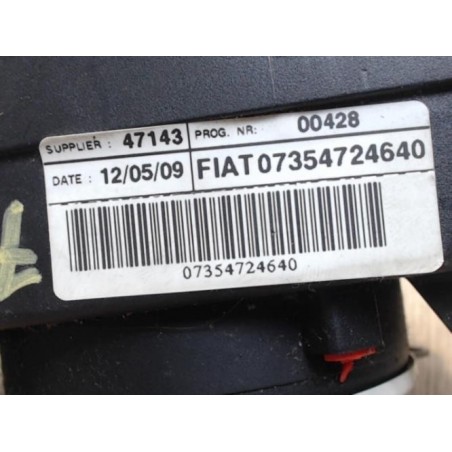 SUPPLIER : 47143 PROG. NR: 00428
DATE : 12/05/09 FIAT07354724640
07354724640